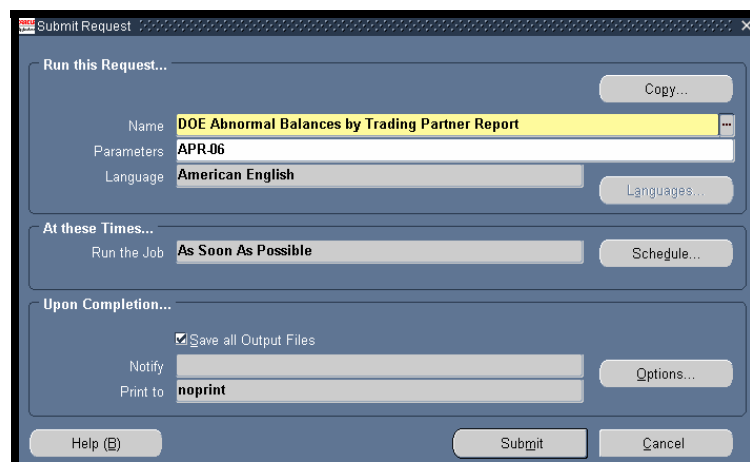 Submit Request
Run this Request...
Copy...
Name DOE Abnormal Balances by Trading Partner Report ...
Parameters APR-06
Language American English
Languages...
At these Times...
Run the Job As Soon As Possible Schedule...
Upon Completion...
Save all Output Files
Notify
Options...
Print to noprint
Help (B) Submit Cancel